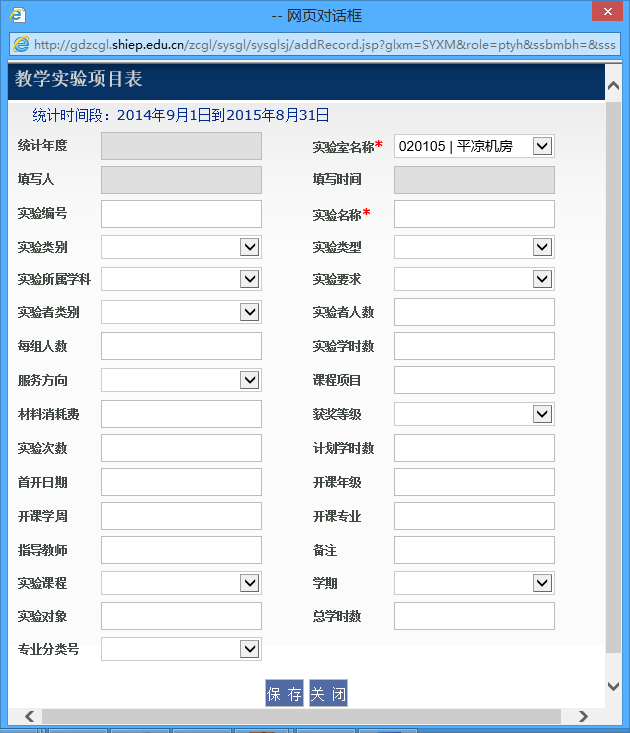 -- 网页对话框
http://gdzcgl.shiep.edu.cn/zcgl/sysgl/sysglsj/addRecord.jsp?glxm=SYXM&role=ptyh&ssbmbh=&sss
教学实验项目表
统计时间段：2014年9月1日到2015年8月31日
统计年度 实验室名称* 020105 | 平凉机房
填写人 填写时间
实验编号 实验名称*
实验类别 实验类型
实验所属学科 实验要求
实验者类别 实验者人数
每组人数 实验学时数
服务方向 课程项目
材料消耗费 获奖等级
实验次数 计划学时数
首开日期 开课年级
开课学周 开课专业
指导教师 备注
实验课程 学期
实验对象 总学时数
专业分类号
保 存 关 闭